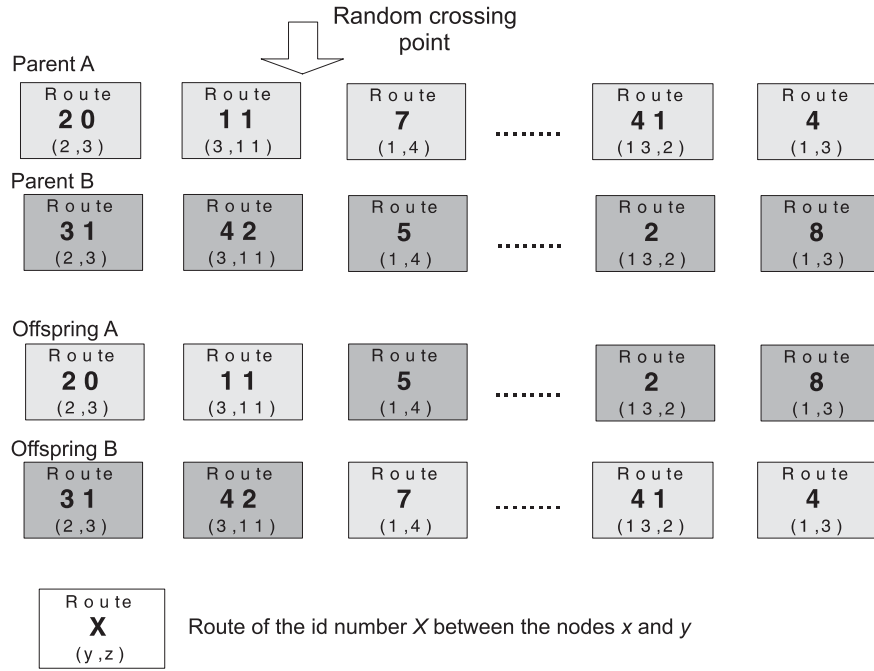 Random crossing
point
Parent A
Route Route Route Route Route
20 11 7 ........ 41 4
(2,3) (3,11) (1,4) (13,2) (1,3)
Parent B
Route Route Route Route Route
31 42 5 ........ 2 8
(2,3) (3,11) (1,4) (13,2) (1,3)
Offspring A
Route Route Route Route Route
20 11 5 ........ 2 8
(2,3) (3,11) (1,4) (13,2) (1,3)
Offspring B
Route Route Route Route Route
31 42 7 ........ 41 4
(2,3) (3,11) (1,4) (13,2) (1,3)
Route
X
(y,z)
Route of the id number X between the nodes x and y